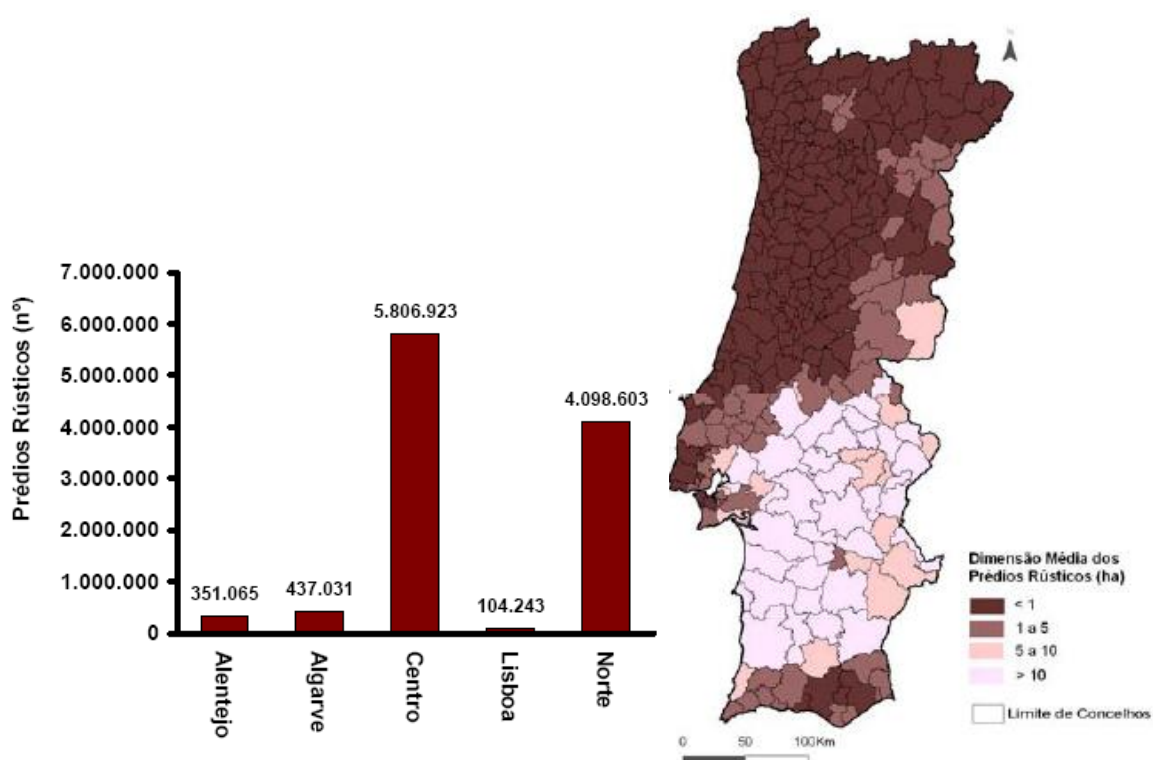 Prédios Rústicos (nº)
7.000.000
6.000.000
5.000.000
4.000.000
3.000.000
2.000.000
1.000.000
0
351.065
437.031
5.806.923
104.243
4.098.603
Alentejo
Algarve
Centro
Lisboa
Norte
Dimensão Média dos
Prédios Rústicos (ha)
< 1
1 a 5
5 a 10
> 10
Limite de Concelhos
0 50 100Km